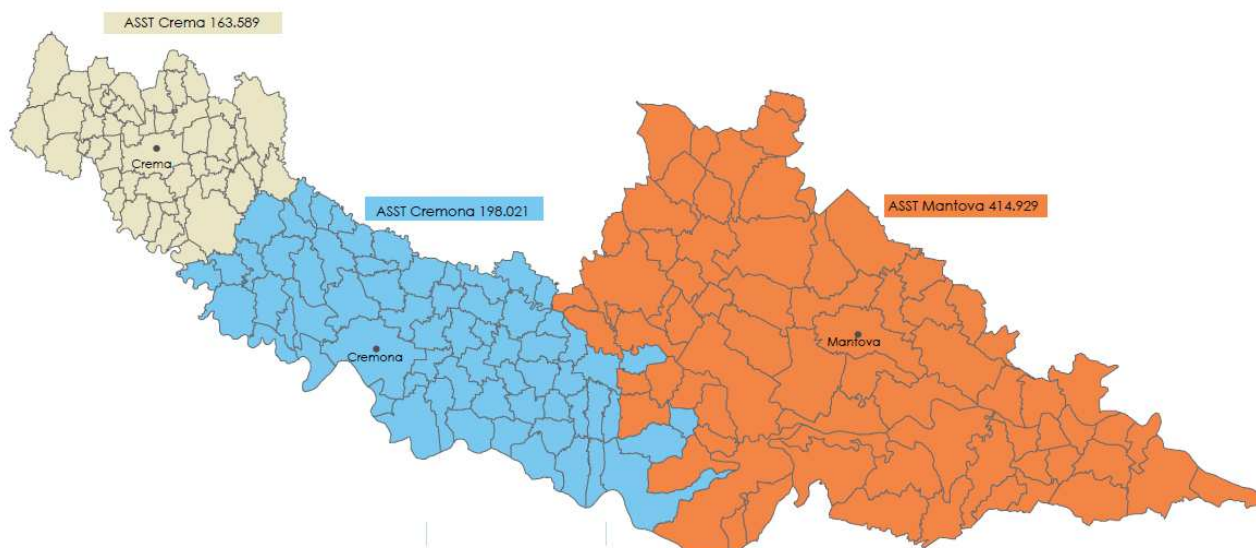 ASST Crema 163.589
Crema
ASST Cremona 198.021
ASST Mantova 414.929
Mantova
Cremona